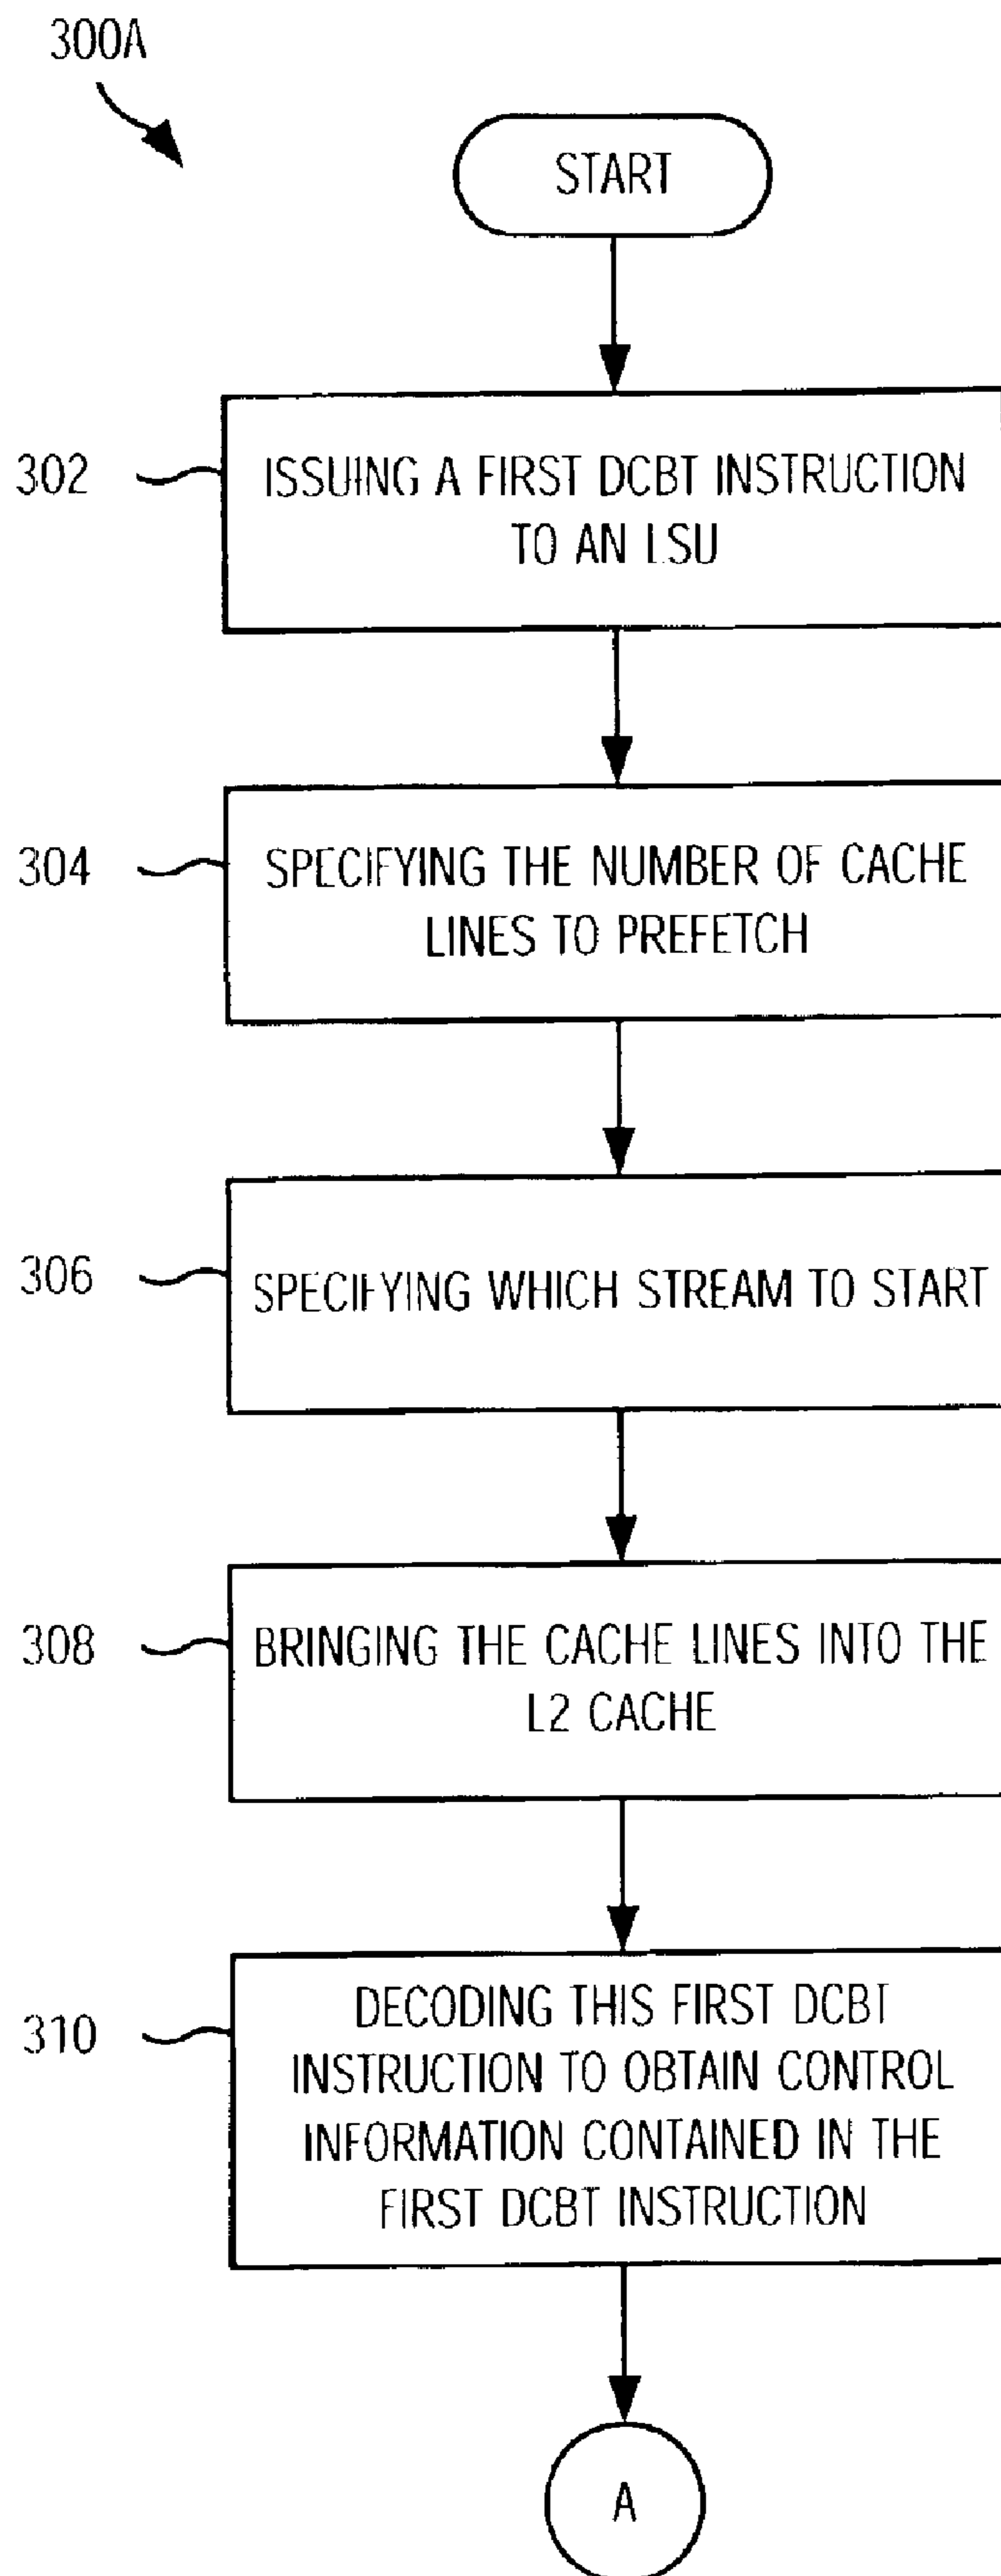 300A
START
302
ISSUING A FIRST DCBT INSTRUCTION
TO AN LSU
304
SPECIFYING THE NUMBER OF CACHE
LINES TO PREFETCH
306
SPECIFYING WHICH STREAM TO START
308
BRINGING THE CACHE LINES INTO THE
L2 CACHE
310
DECODING THIS FIRST DCBT
INSTRUCTION TO OBTAIN CONTROL
INFORMATION CONTAINED IN THE
FIRST DCBT INSTRUCTION
A